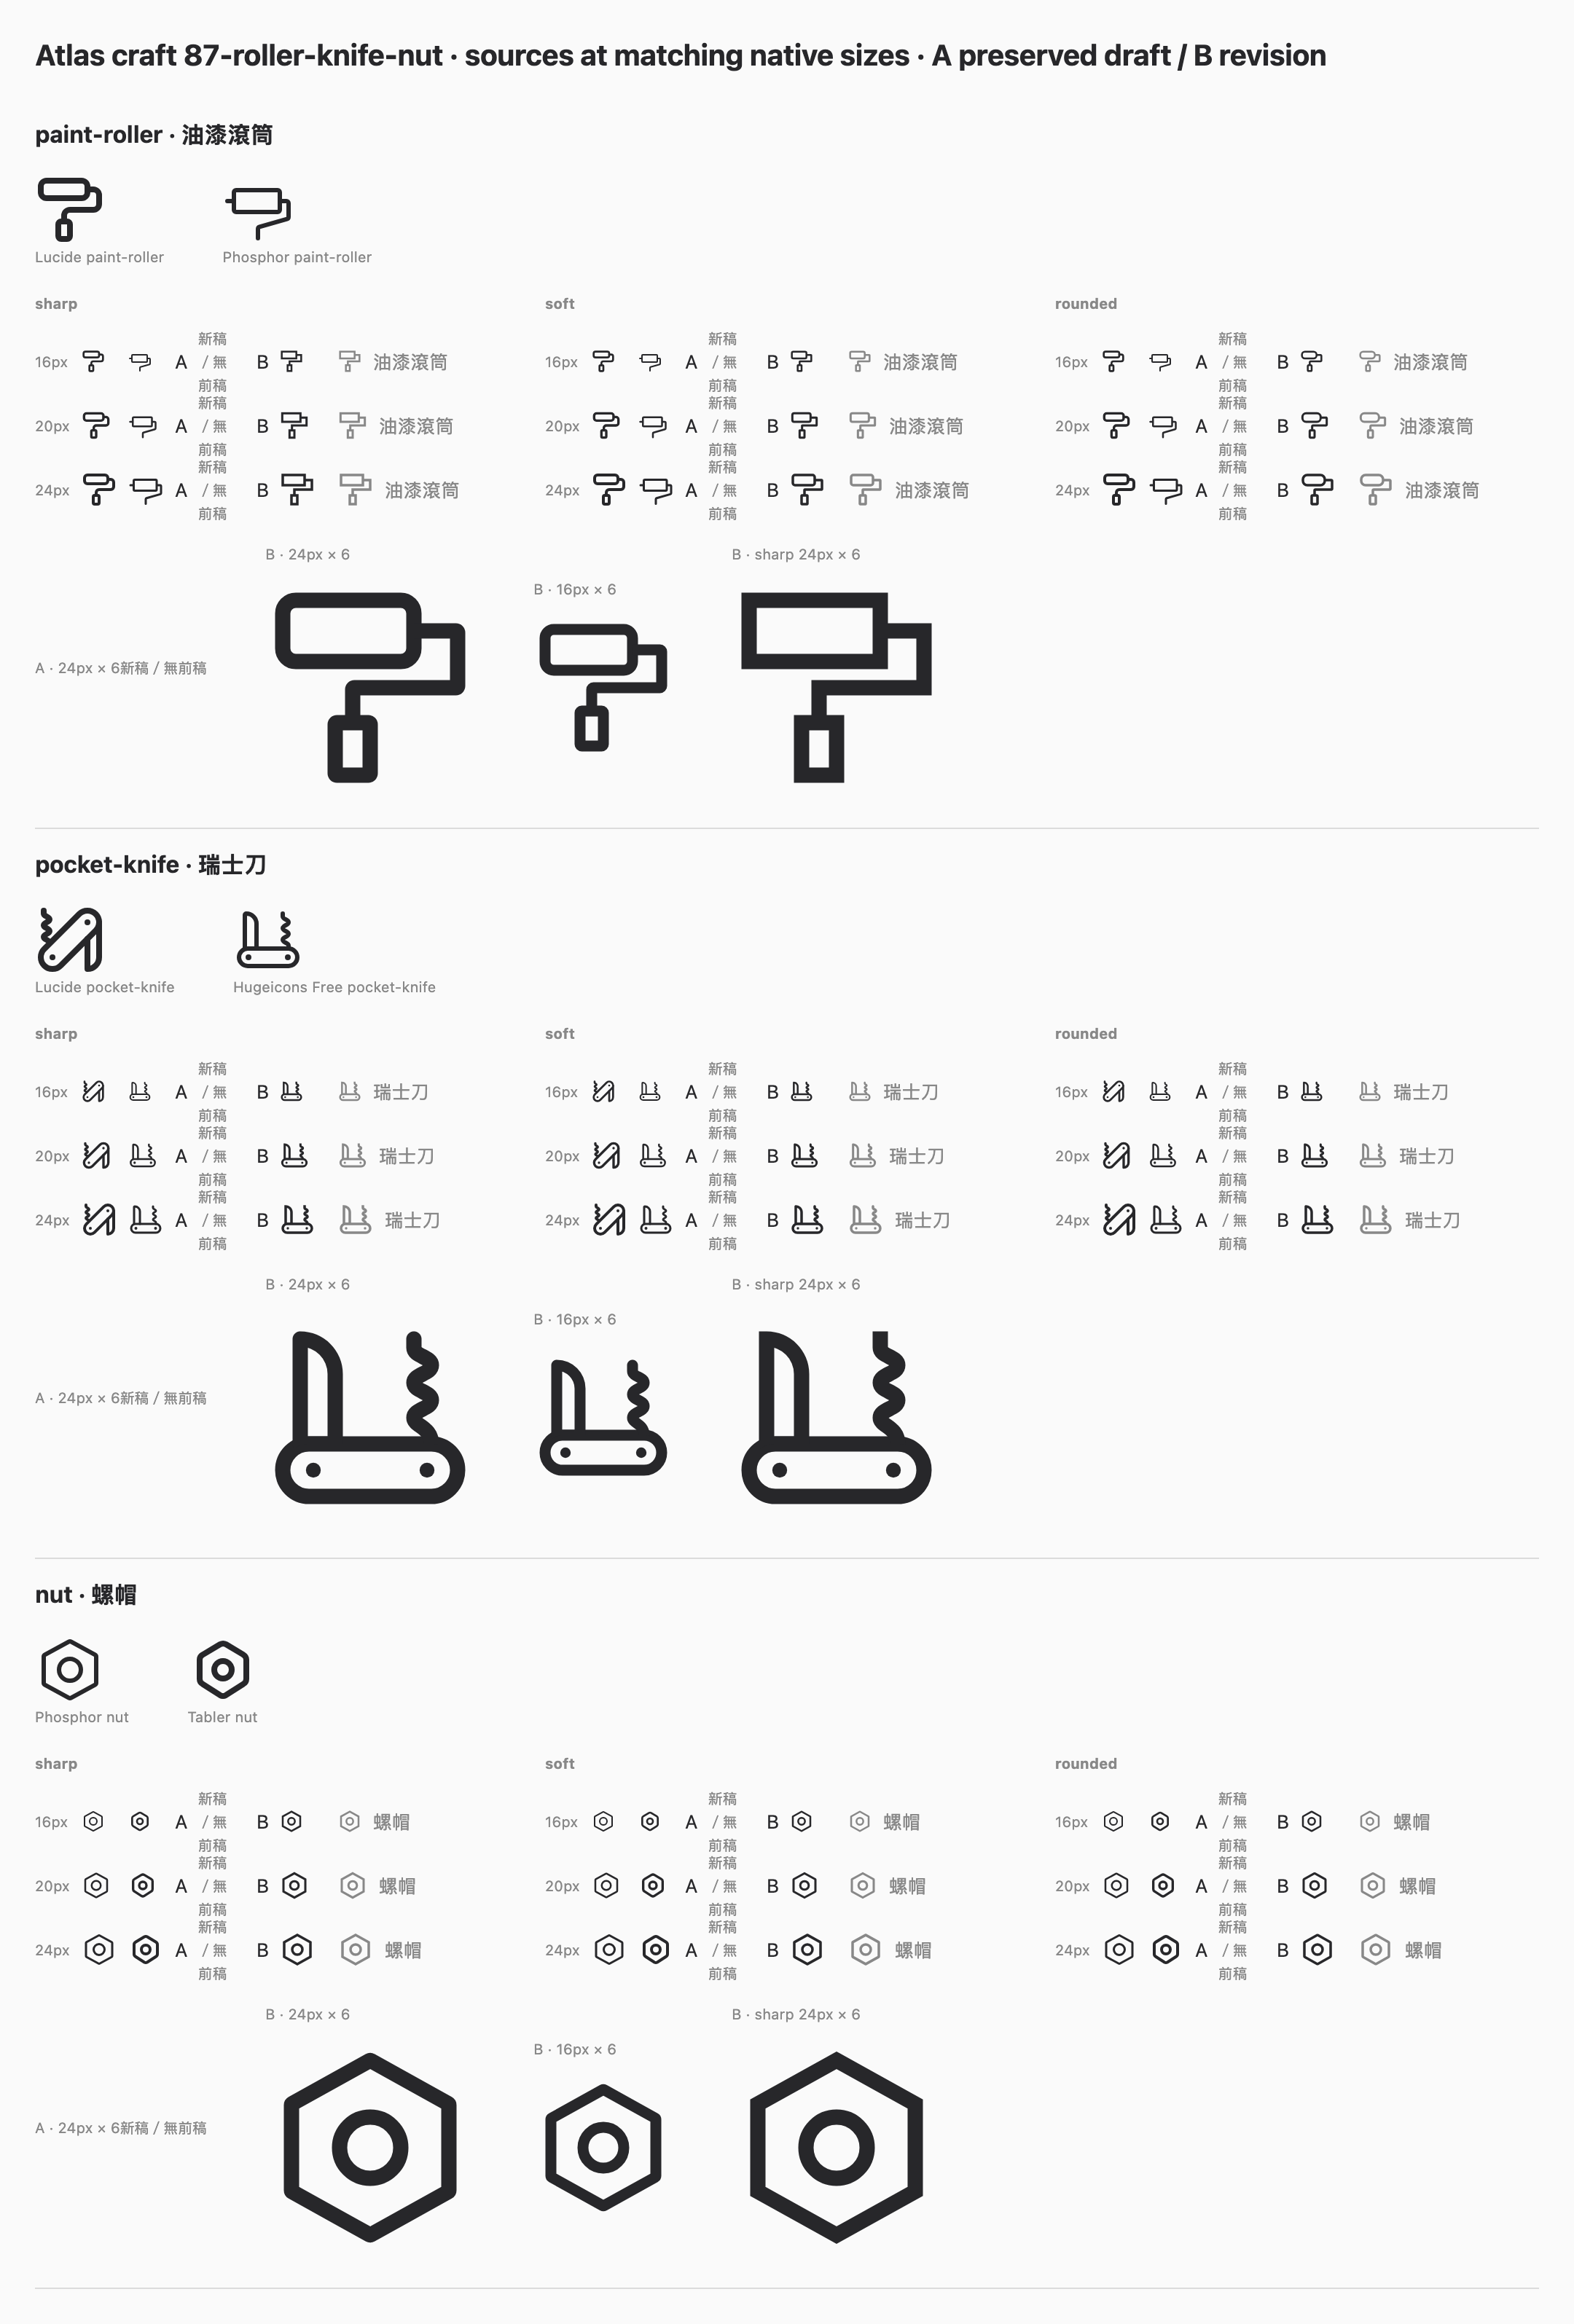 Atlas craft 87-roller-knife-nut · sources at matching native sizes · A preserved draft / B revision
paint-roller · 油漆滾筒
Lucide paint-roller
Phosphor paint-roller
sharp
16px A 新稿 / 無前稿 B 油漆滾筒
20px A 新稿 / 無前稿 B 油漆滾筒
24px A 新稿 / 無前稿 B 油漆滾筒
soft
16px A 新稿 / 無前稿 B 油漆滾筒
20px A 新稿 / 無前稿 B 油漆滾筒
24px A 新稿 / 無前稿 B 油漆滾筒
rounded
16px A 新稿 / 無前稿 B 油漆滾筒
20px A 新稿 / 無前稿 B 油漆滾筒
24px A 新稿 / 無前稿 B 油漆滾筒
A · 24px × 6新稿 / 無前稿
B · 24px × 6
B · 16px × 6
B · sharp 24px × 6
pocket-knife · 瑞士刀
Lucide pocket-knife
Hugeicons Free pocket-knife
sharp
16px A 新稿 / 無前稿 B 瑞士刀
20px A 新稿 / 無前稿 B 瑞士刀
24px A 新稿 / 無前稿 B 瑞士刀
soft
16px A 新稿 / 無前稿 B 瑞士刀
20px A 新稿 / 無前稿 B 瑞士刀
24px A 新稿 / 無前稿 B 瑞士刀
rounded
16px A 新稿 / 無前稿 B 瑞士刀
20px A 新稿 / 無前稿 B 瑞士刀
24px A 新稿 / 無前稿 B 瑞士刀
A · 24px × 6新稿 / 無前稿
B · 24px × 6
B · 16px × 6
B · sharp 24px × 6
nut · 螺帽
Phosphor nut
Tabler nut
sharp
16px A 新稿 / 無前稿 B 螺帽
20px A 新稿 / 無前稿 B 螺帽
24px A 新稿 / 無前稿 B 螺帽
soft
16px A 新稿 / 無前稿 B 螺帽
20px A 新稿 / 無前稿 B 螺帽
24px A 新稿 / 無前稿 B 螺帽
rounded
16px A 新稿 / 無前稿 B 螺帽
20px A 新稿 / 無前稿 B 螺帽
24px A 新稿 / 無前稿 B 螺帽
A · 24px × 6新稿 / 無前稿
B · 24px × 6
B · 16px × 6
B · sharp 24px × 6